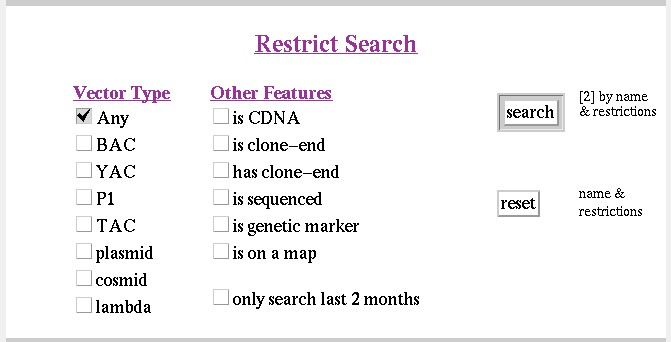 Restrict Search
Vector Type
Any
BAC
YAC
P1
TAC
plasmid
cosmid
lambda
Other Features
is CDNA
is clone-end
has clone-end
is sequenced
is genetic marker
is on a map
only search last 2 months
search
[2] by name
& restrictions
reset
name &
restrictions